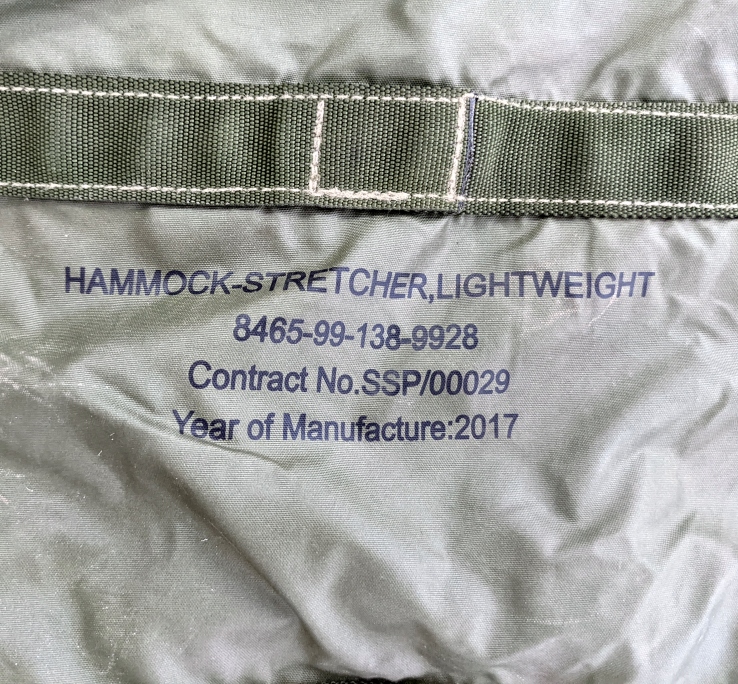 HAMMOCK-STRETCHER,LIGHTWEIGHT
8465-99-138-9928
Contract No.SSP/00029
Year of Manufacture:2017